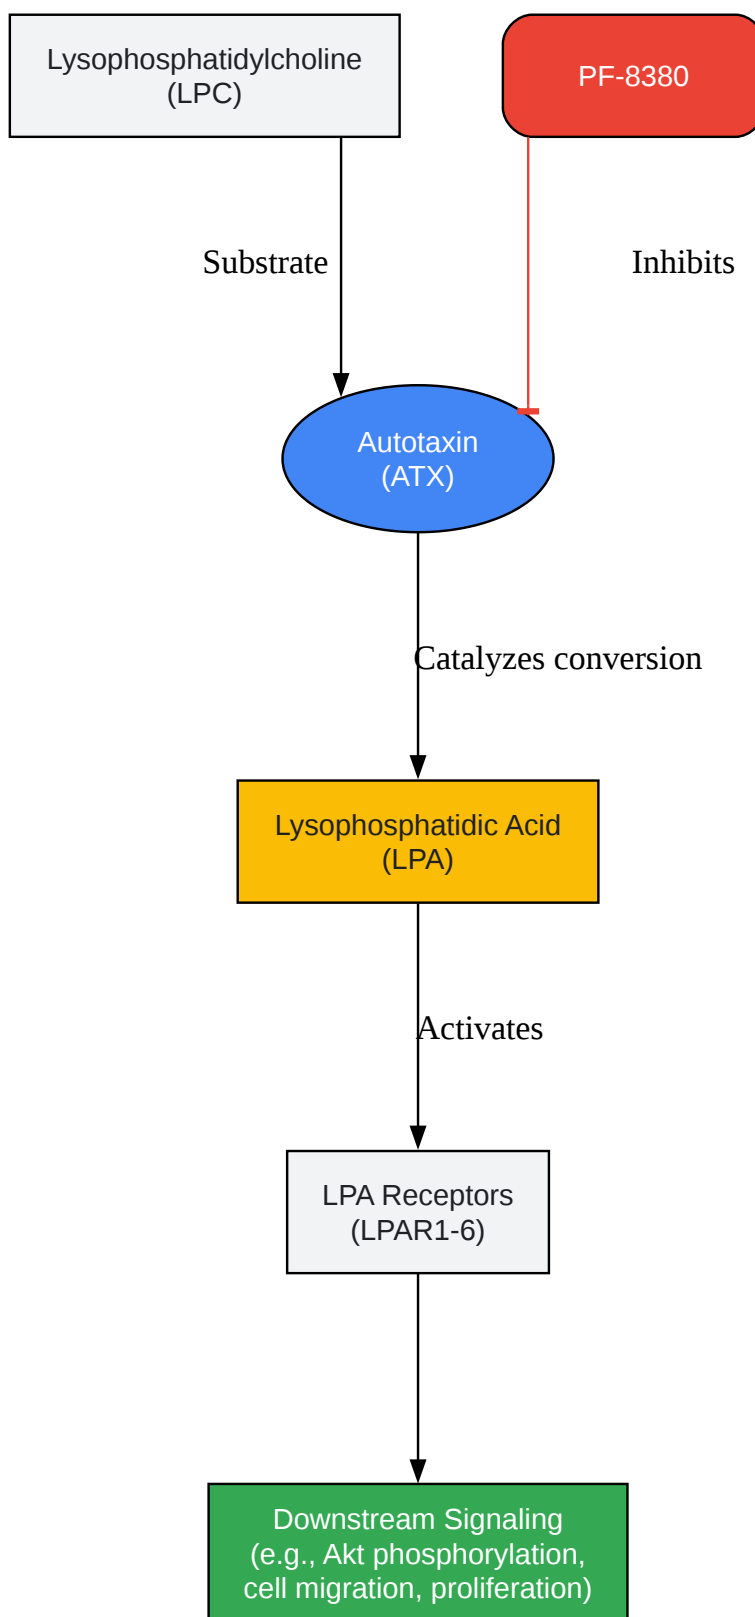 Lysophosphatidylcholine
(LPC)
PF-8380
Substrate
Inhibits
Autotaxin
(ATX)
Catalyzes conversion
Lysophosphatidic Acid
(LPA)
Activates
LPA Receptors
(LPAR1-6)
Downstream Signaling
(e.g., Akt phosphorylation,
cell migration, proliferation)